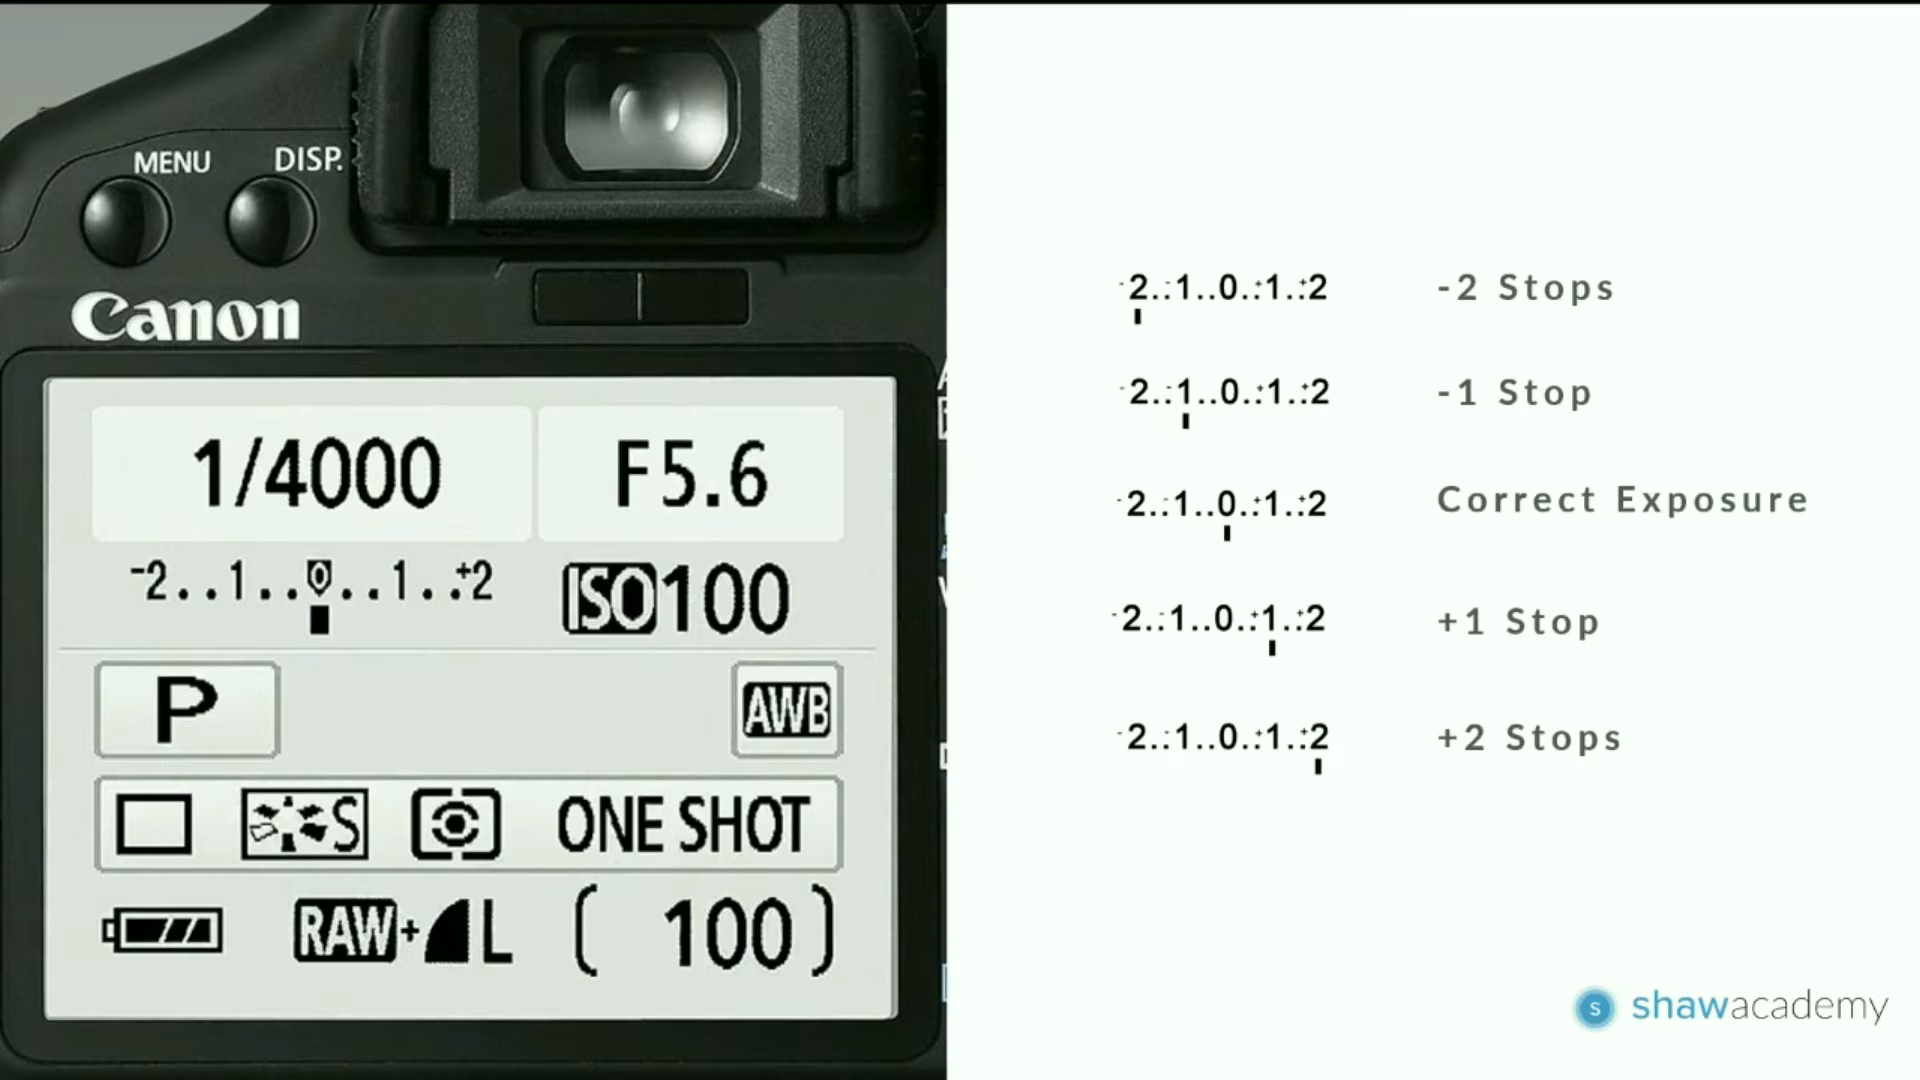 MENU DISP.
Canon
1/4000 F5.6
-2..1..0..1..+2 ISO100
P AWB
S ONE SHOT
RAW+ L ( 100 )
-2.:1..0.:1.:2 -2 Stops
-2.:1..0.:1.:2 -1 Stop
-2.:1..0.:1.:2 Correct Exposure
-2.:1..0.:1.:2 +1 Stop
-2.:1..0.:1.:2 +2 Stops
s shawacademy